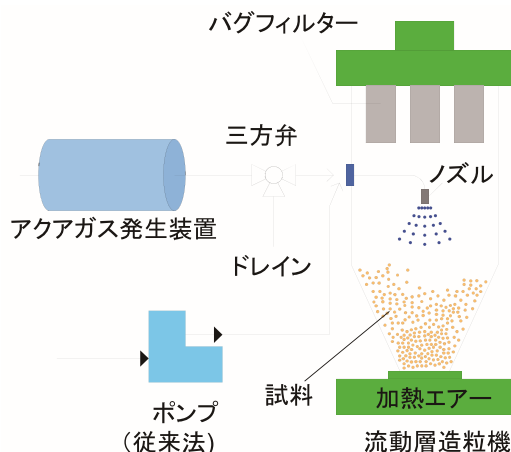 バグフィルター
三方弁
ノズル
アクアガス発生装置
ドレイン
試料
加熱エアー
ポンプ
(従来法)
流動層造粒機